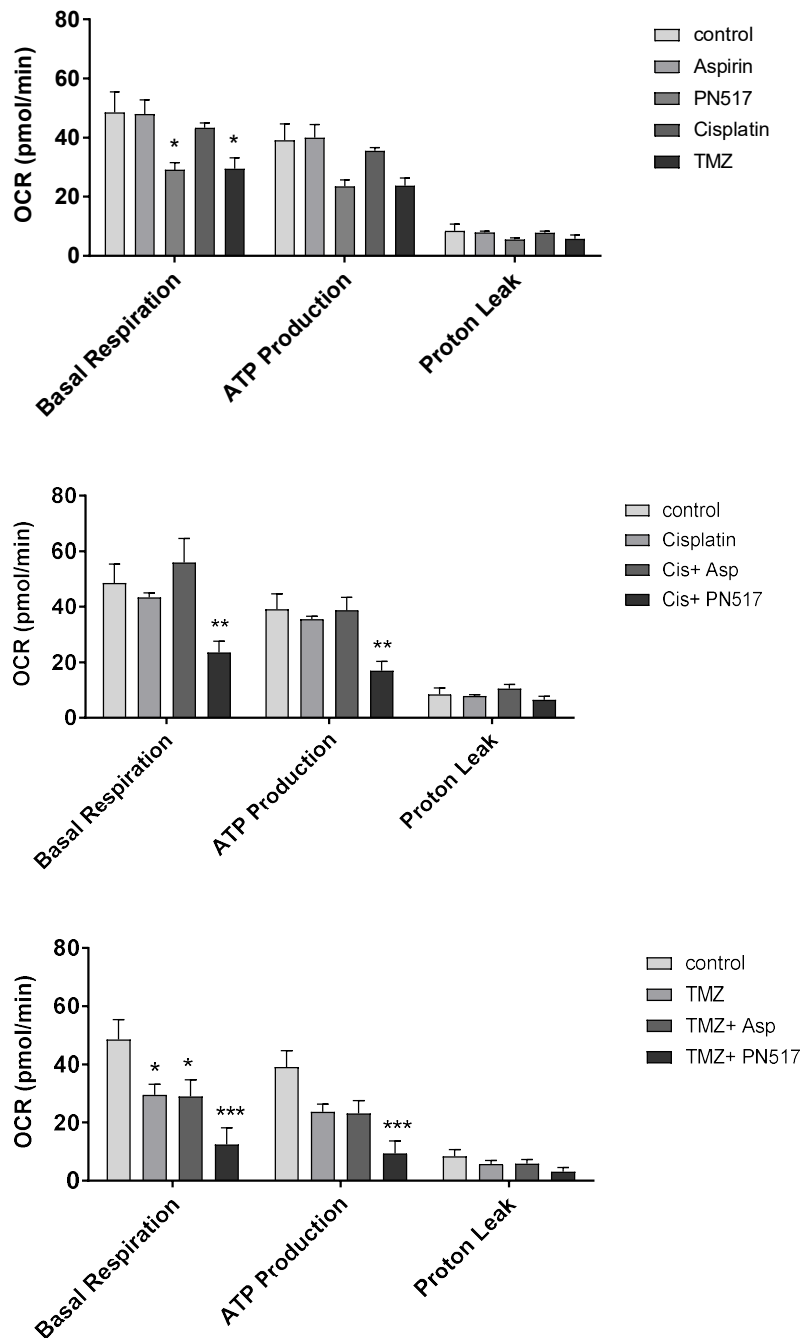 80
60
40
20
0
OCR (pmol/min)
*
*
Basal Respiration
ATP Production
Proton Leak
control
Aspirin
PN517
Cisplatin
TMZ
80
60
40
20
0
OCR (pmol/min)
**
**
Basal Respiration
ATP Production
Proton Leak
control
Cisplatin
Cis+ Asp
Cis+ PN517
80
60
40
20
0
OCR (pmol/min)
*
*
***
***
Basal Respiration
ATP Production
Proton Leak
control
TMZ
TMZ+ Asp
TMZ+ PN517